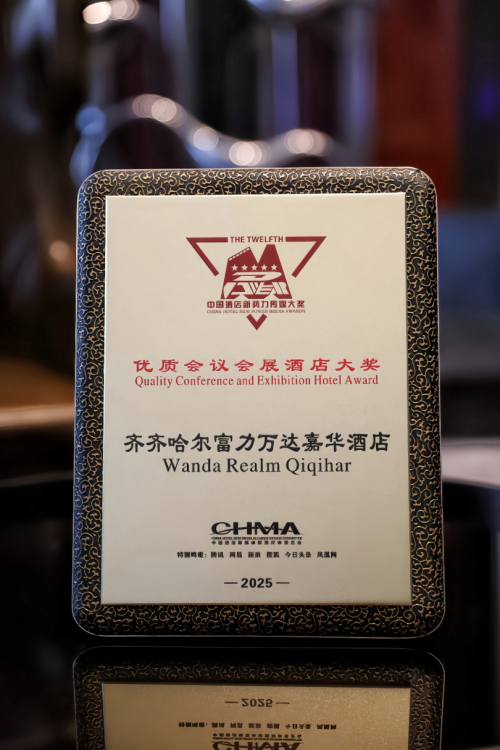 THE TWELFTH
中国酒店新势力传媒大奖
CHINA HOTEL NEW POWER MEDIA AWARDS
优质会议会展酒店大奖
Quality Conference and Exhibition Hotel Award
齐齐哈尔富力万达嘉华酒店
Wanda Realm Qiqihar
CHMA
特别鸣谢：腾讯 网易 新浪 搜狐 今日头条 凤凰网
—2025—